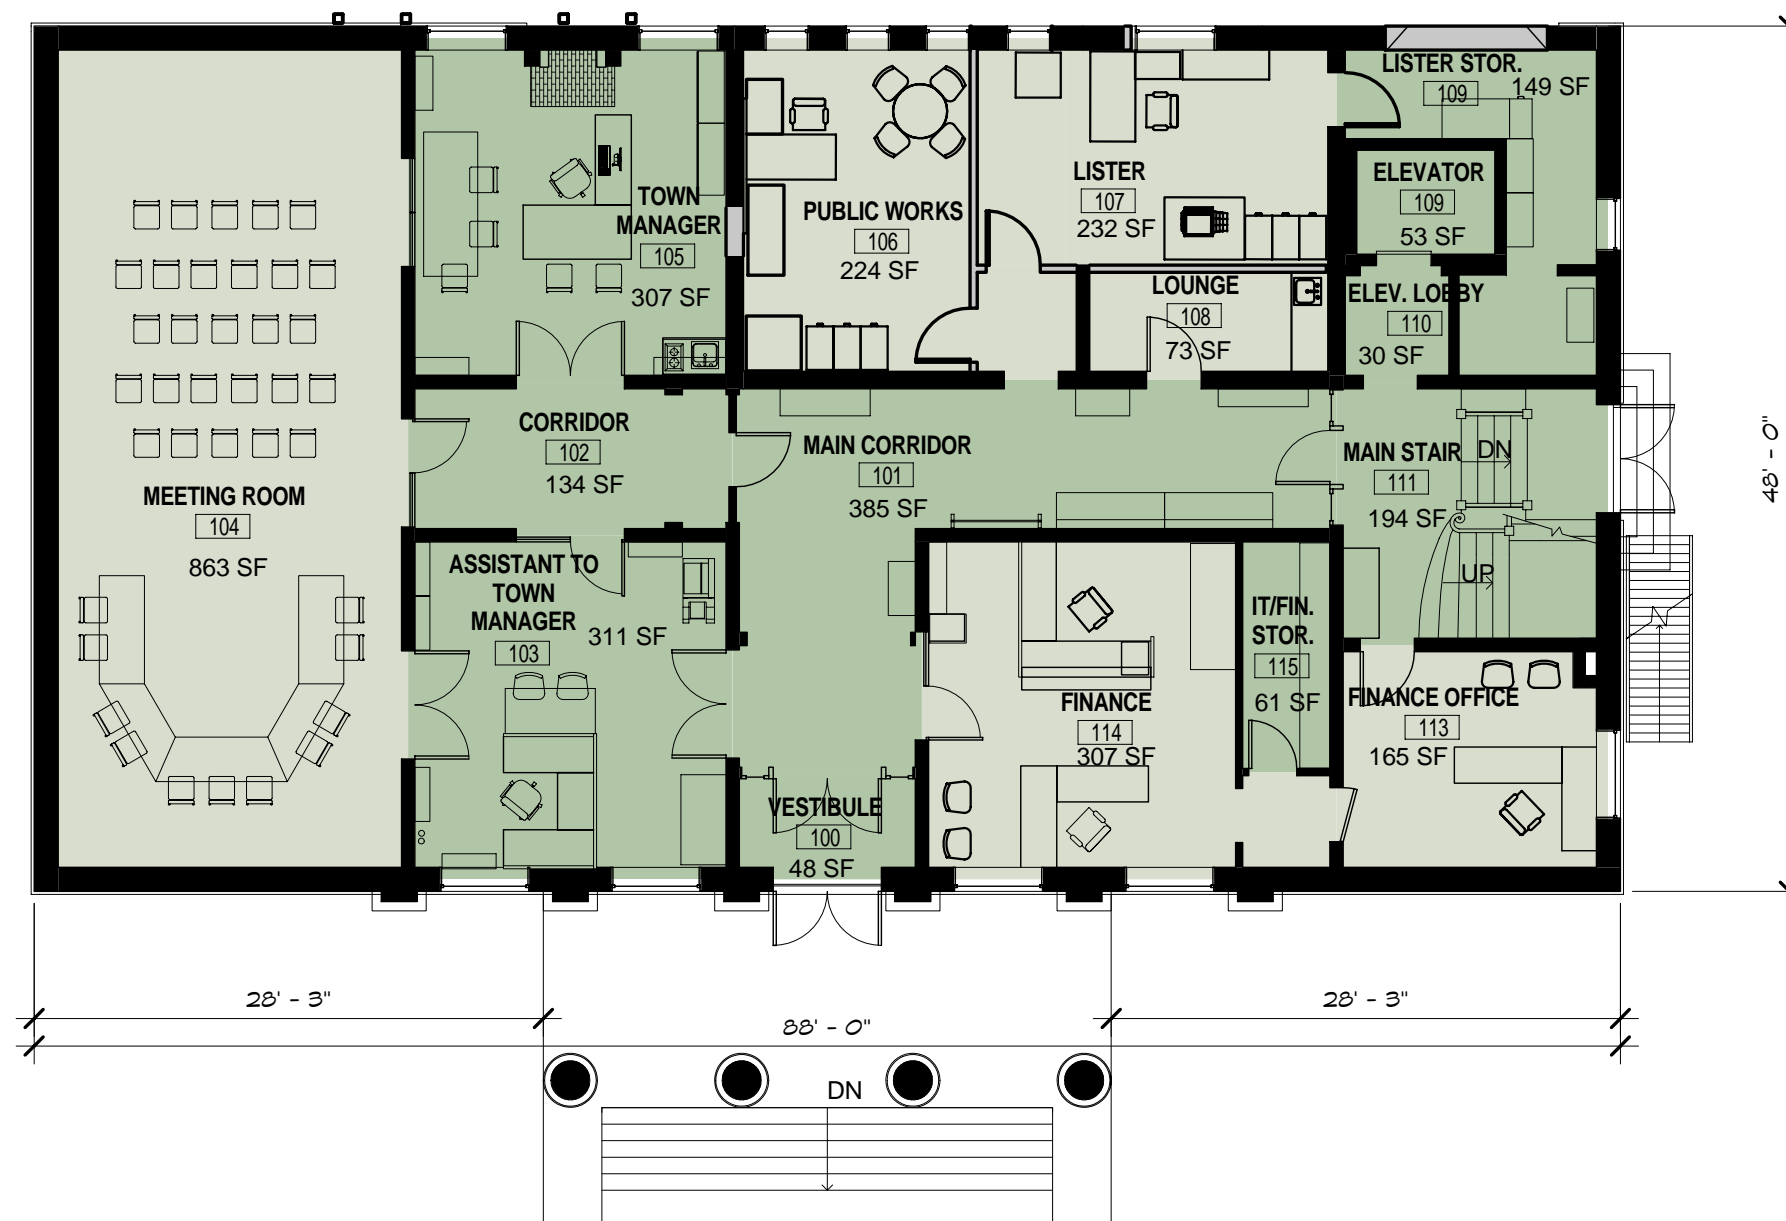 LISTER STOR.
109
149 SF
TOWN
MANAGER
105
307 SF
PUBLIC WORKS
106
224 SF
LISTER
107
232 SF
ELEVATOR
109
53 SF
LOUNGE
108
73 SF
ELEV. LOBBY
110
30 SF
CORRIDOR
102
134 SF
MAIN CORRIDOR
101
385 SF
MAIN STAIR
111
194 SF
DN
UP
48' - 0"
MEETING ROOM
104
863 SF
ASSISTANT TO
TOWN
MANAGER
103
311 SF
VESTIBULE
100
48 SF
FINANCE
114
307 SF
IT/FIN.
STOR.
115
61 SF
FINANCE OFFICE
113
165 SF
28' - 3"
88' - 0"
28' - 3"
DN